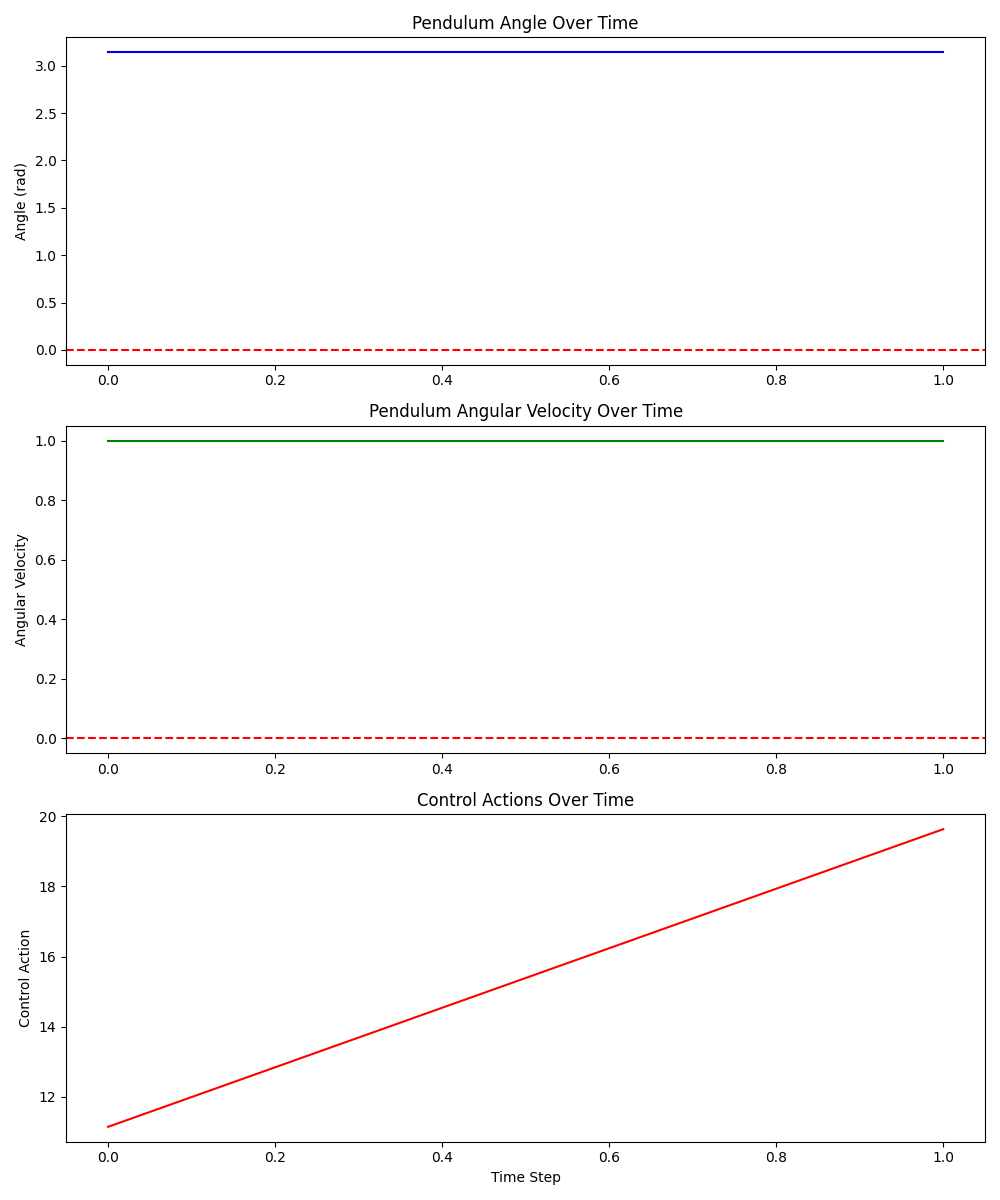 Pendulum Angle Over Time
Angle (rad)
3.0
2.5
2.0
1.5
1.0
0.5
0.0
0.0 0.2 0.4 0.6 0.8 1.0
Pendulum Angular Velocity Over Time
Angular Velocity
1.0
0.8
0.6
0.4
0.2
0.0
0.0 0.2 0.4 0.6 0.8 1.0
Control Actions Over Time
Control Action
20
18
16
14
12
0.0 0.2 0.4 0.6 0.8 1.0
Time Step